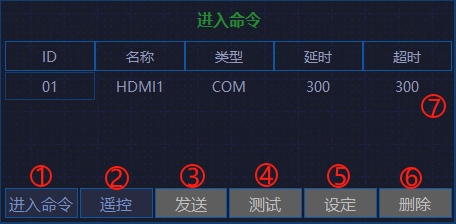 进入命令
ID 名称 类型 延时 超时
01 HDMI1 COM 300 300
⑦
① ② ③ ④ ⑤ ⑥
进入命令 遥控 发送 测试 设定 删除